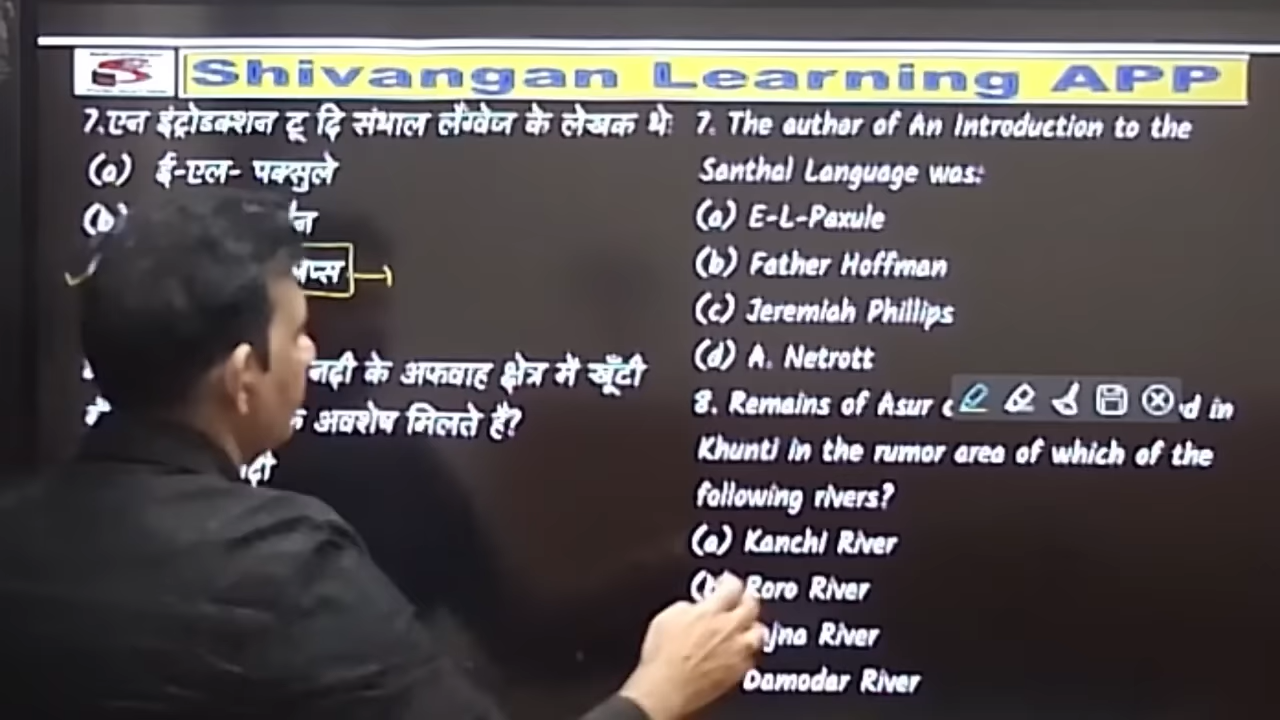 Shivangan Learning APP
7.एन इंट्रोडक्शन टू दि संथाल लैंग्वेज के लेखक थे:
(a) ई-एल- पक्सुले
(b)
नदी के अफवाह क्षेत्र में खूँटी
अवशेष मिलते है?
7. The author of An Introduction to the
Santhal Language was:
(a) E-L-Paxule
(b) Father Hoffman
(c) Jeremiah Phillips
(d) A. Netrott
8. Remains of Asur in
Khunti in the rumor area of which of the
following rivers?
(a) Kanchi River
(b) Roro River
River
Damodar River